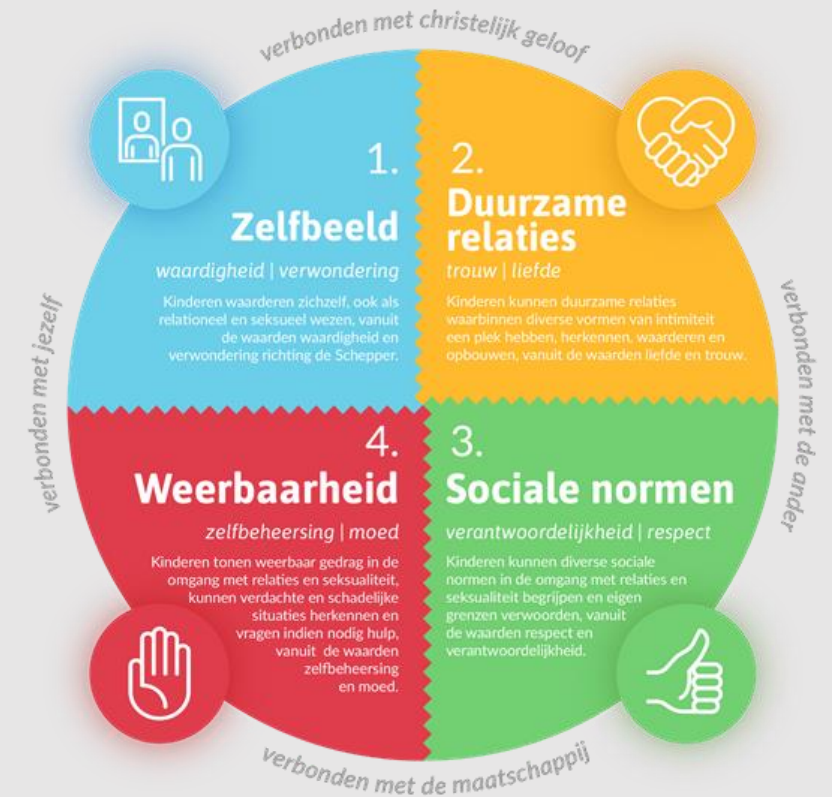 verbonden met christelijk geloof
1.
Zelfbeeld
waardigheid | verwondering
Kinderen waarderen zichzelf, ook als
relationeel en seksueel wezen, vanuit
de waarden waardigheid en
verwondering richting de Schepper.
2.
Duurzame
relaties
trouw | liefde
Kinderen kunnen duurzame relaties
waarbinnen diverse vormen van intimiteit
een plek hebben, herkennen, waarderen en
opbouwen, vanuit de waarden liefde en trouw.
verbonden met jezelf
verbonden met de ander
4.
Weerbaarheid
zelfbeheersing | moed
Kinderen tonen weerbaar gedrag in de
omgang met relaties en seksualiteit,
kunnen verdachte en schadelijke
situaties herkennen en
vragen indien nodig hulp,
vanuit de waarden
zelfbeheersing
en moed.
3.
Sociale normen
verantwoordelijkheid | respect
Kinderen kunnen diverse sociale
normen in de omgang met relaties en
seksualiteit begrijpen en eigen
grenzen verwoorden, vanuit
de waarden respect en
verantwoordelijkheid.
verbonden met de maatschappij